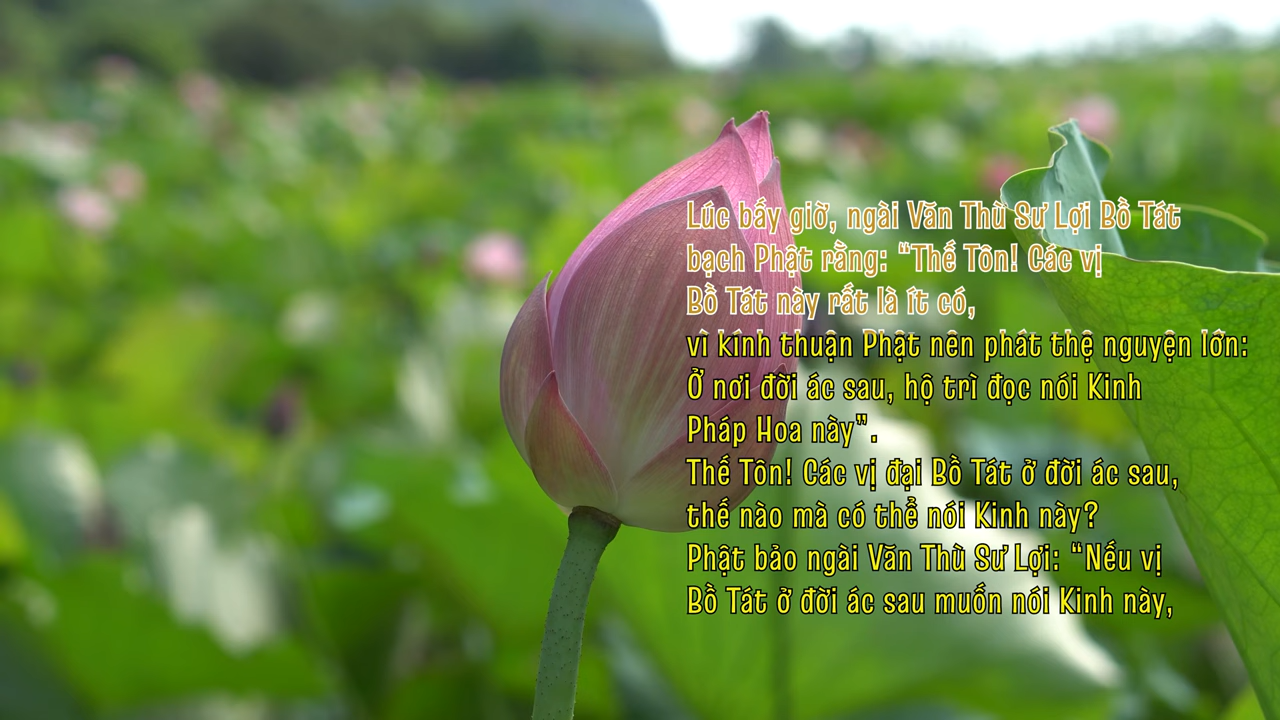 Lúc bấy giờ, ngài Văn Thù Sư Lợi Bồ Tát
bạch Phật rằng: “Thế Tôn! Các vị
Bồ Tát này rất là ít có,
vì kính thuận Phật nên phát thệ nguyện lớn:
Ở nơi đời ác sau, hộ trì đọc nói Kinh
Pháp Hoa này”.
Thế Tôn! Các vị đại Bồ Tát ở đời ác sau,
thế nào mà có thể nói Kinh này?
Phật bảo ngài Văn Thù Sư Lợi: “Nếu vị
Bồ Tát ở đời ác sau muốn nói Kinh này,